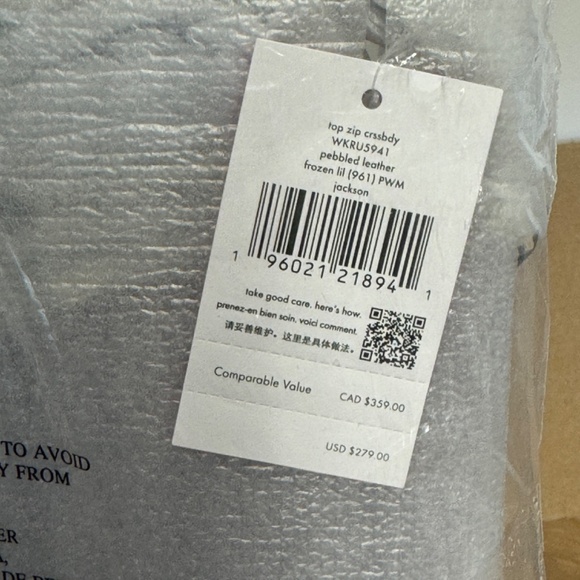 top zip crssbdy
WKRU5941
pebbled leather
frozen lil (961) PWM
jackson
1 96021 21894 1
take good care. here's how.
prenez-en bien soin. voici comment.
请妥善维护。这里是具体做法。
Comparable Value CAD $359.00
USD $279.00
TO AVOID
Y FROM
ER